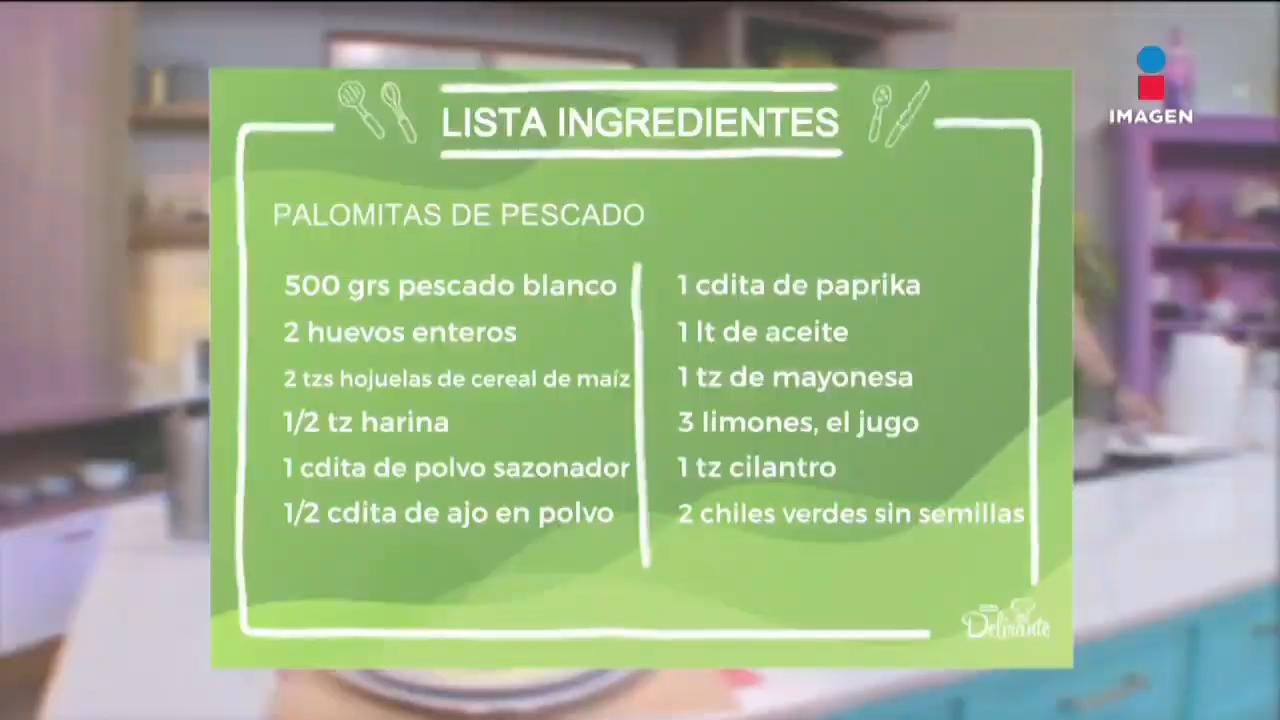 IMAGEN
LISTA INGREDIENTES
PALOMITAS DE PESCADO
500 grs pescado blanco
2 huevos enteros
2 tzs hojuelas de cereal de maíz
1/2 tz harina
1 cdita de polvo sazonador
1/2 cdita de ajo en polvo
1 cdita de paprika
1 lt de aceite
1 tz de mayonesa
3 limones, el jugo
1 tz cilantro
2 chiles verdes sin semillas
Delirante